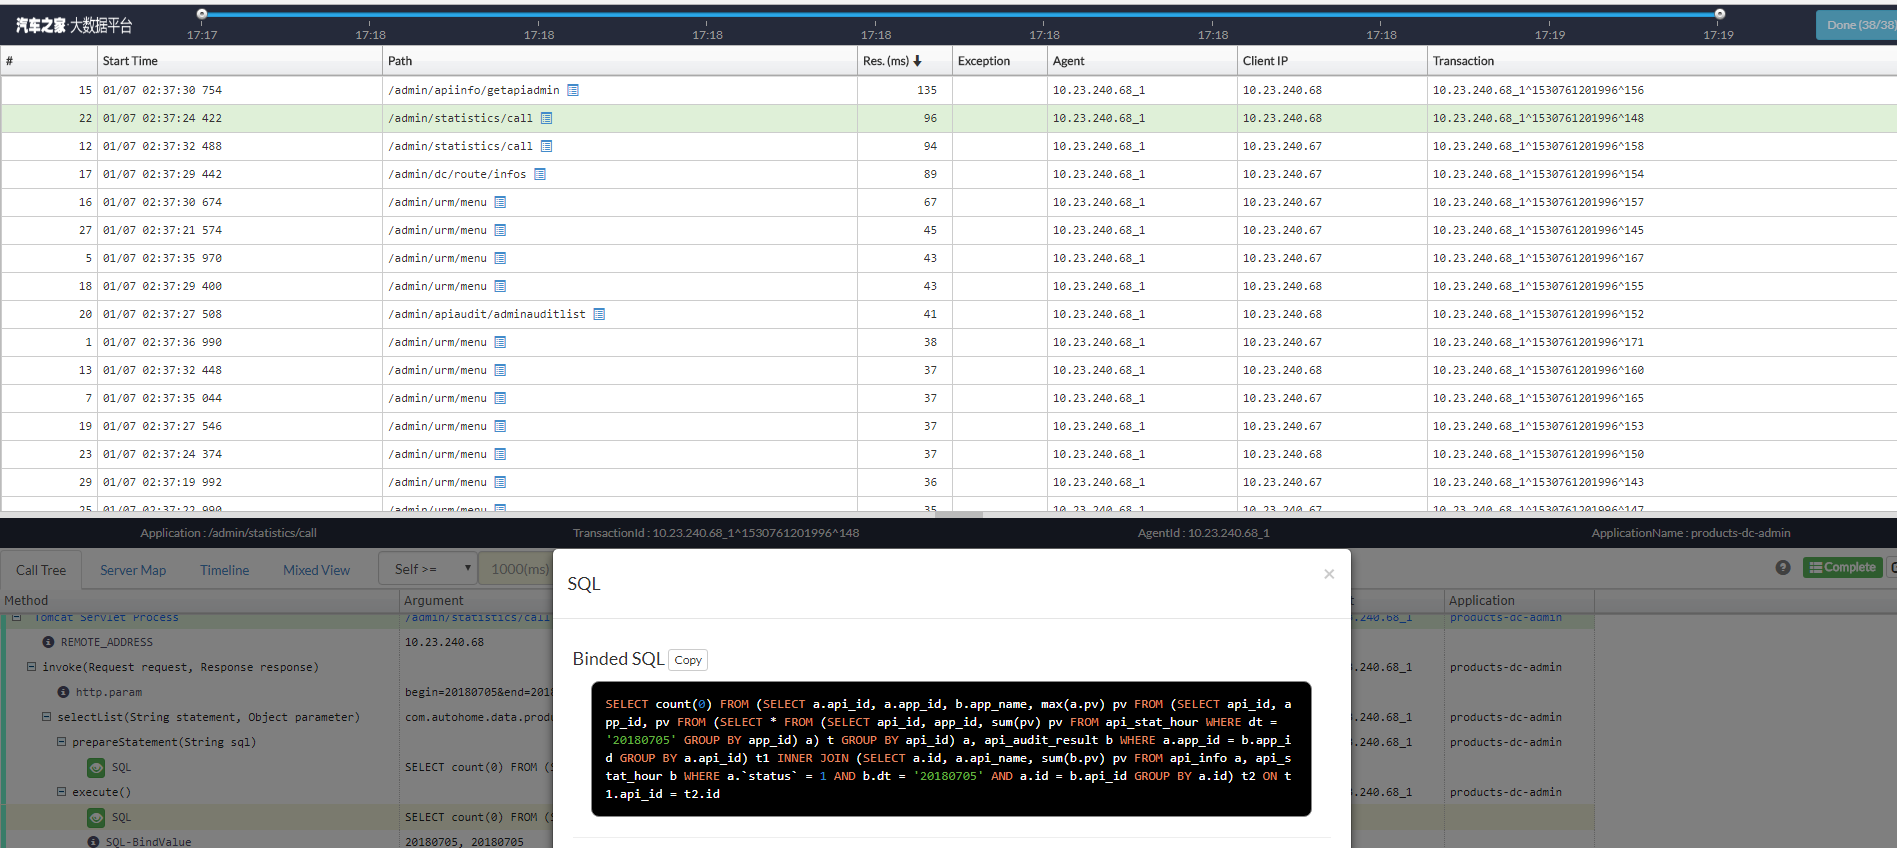 汽车之家·大数据平台
17:17 17:18 17:18 17:18 17:18 17:18 17:18 17:18 17:19 17:19
Done (38/38)
# Start Time Path Res. (ms) Exception Agent Client IP Transaction
15 01/07 02:37:30 754 /admin/apiinfo/getapiadmin 135 10.23.240.68_1 10.23.240.68 10.23.240.68_1^1530761201996^156
22 01/07 02:37:24 422 /admin/statistics/call 96 10.23.240.68_1 10.23.240.68 10.23.240.68_1^1530761201996^148
12 01/07 02:37:32 488 /admin/statistics/call 94 10.23.240.68_1 10.23.240.67 10.23.240.68_1^1530761201996^158
17 01/07 02:37:29 442 /admin/dc/route/infos 89 10.23.240.68_1 10.23.240.67 10.23.240.68_1^1530761201996^154
16 01/07 02:37:30 674 /admin/urm/menu 67 10.23.240.68_1 10.23.240.67 10.23.240.68_1^1530761201996^157
27 01/07 02:37:21 574 /admin/urm/menu 45 10.23.240.68_1 10.23.240.67 10.23.240.68_1^1530761201996^145
5 01/07 02:37:35 970 /admin/urm/menu 43 10.23.240.68_1 10.23.240.67 10.23.240.68_1^1530761201996^167
18 01/07 02:37:29 400 /admin/urm/menu 43 10.23.240.68_1 10.23.240.68 10.23.240.68_1^1530761201996^155
20 01/07 02:37:27 508 /admin/apiaudit/adminauditlist 41 10.23.240.68_1 10.23.240.68 10.23.240.68_1^1530761201996^152
1 01/07 02:37:36 990 /admin/urm/menu 38 10.23.240.68_1 10.23.240.67 10.23.240.68_1^1530761201996^171
13 01/07 02:37:32 448 /admin/urm/menu 37 10.23.240.68_1 10.23.240.68 10.23.240.68_1^1530761201996^160
7 01/07 02:37:35 044 /admin/urm/menu 37 10.23.240.68_1 10.23.240.67 10.23.240.68_1^1530761201996^165
19 01/07 02:37:27 546 /admin/urm/menu 37 10.23.240.68_1 10.23.240.67 10.23.240.68_1^1530761201996^153
23 01/07 02:37:24 374 /admin/urm/menu 37 10.23.240.68_1 10.23.240.68 10.23.240.68_1^1530761201996^150
29 01/07 02:37:19 992 /admin/urm/menu 36 10.23.240.68_1 10.23.240.67 10.23.240.68_1^1530761201996^143
25 01/07 02:37:22 990 /admin/urm/menu 35 10.23.240.68_1 10.23.240.67 10.23.240.68_1^1530761201996^147
Application : /admin/statistics/call TransactionId : 10.23.240.68_1^1530761201996^148 AgentId : 10.23.240.68_1 ApplicationName : products-dc-admin
Call Tree Server Map Timeline Mixed View Self >= 1000(ms) Complete
Method Argument Application
Tomcat Servlet Process /admin/statistics/call .240.68_1 products-dc-admin
REMOTE_ADDRESS 10.23.240.68
invoke(Request request, Response response) .240.68_1 products-dc-admin
http.param begin=20180705&end=201
selectList(String statement, Object parameter) com.autohome.data.prod .240.68_1 products-dc-admin
prepareStatement(String sql) .240.68_1 products-dc-admin
SQL SELECT count(0) FROM (S
execute() .240.68_1 products-dc-admin
SQL SELECT count(0) FROM (S
SQL-BindValue 20180705, 20180705
SQL ×
Binded SQL Copy
SELECT count(0) FROM (SELECT a.api_id, a.app_id, b.app_name, max(a.pv) pv FROM (SELECT api_id, a
pp_id, pv FROM (SELECT * FROM (SELECT api_id, app_id, sum(pv) pv FROM api_stat_hour WHERE dt =
'20180705' GROUP BY app_id) a) t GROUP BY api_id) a, api_audit_result b WHERE a.app_id = b.app_i
d GROUP BY a.api_id) t1 INNER JOIN (SELECT a.id, a.api_name, sum(b.pv) pv FROM api_info a, api_s
tat_hour b WHERE a.`status` = 1 AND b.dt = '20180705' AND a.id = b.api_id GROUP BY a.id) t2 ON t
1.api_id = t2.id